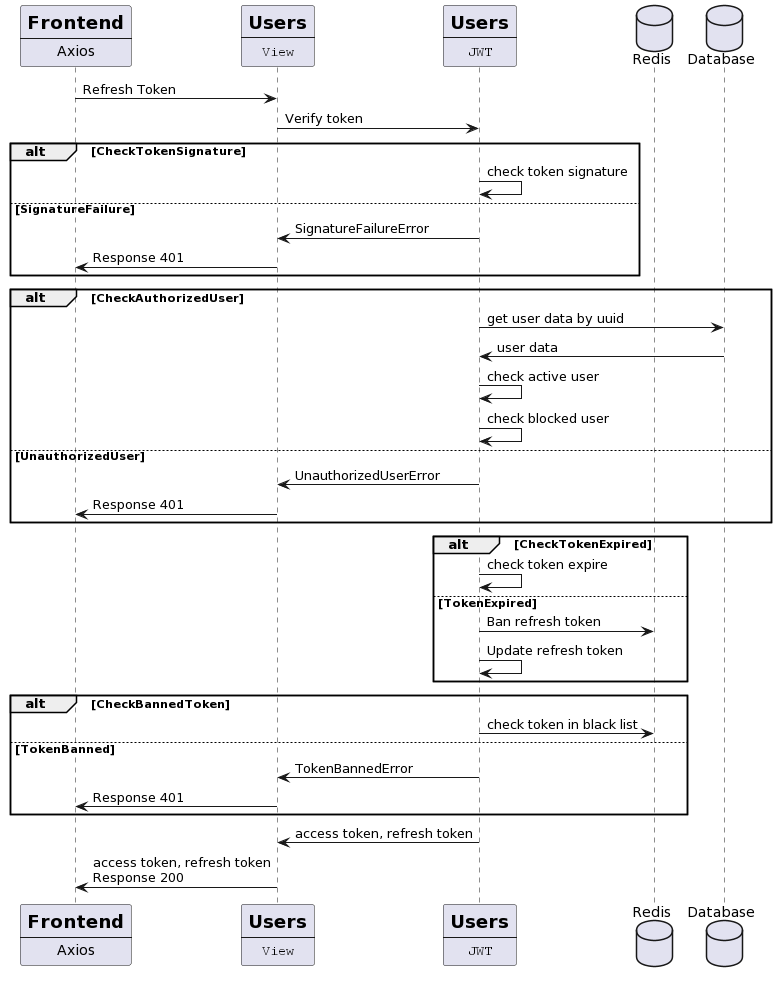 Frontend
Axios
Users
View
Users
JWT
Redis
Database
Refresh Token
Verify token
alt [CheckTokenSignature]
check token signature
[SignatureFailure]
SignatureFailureError
Response 401
alt [CheckAuthorizedUser]
get user data by uuid
user data
check active user
check blocked user
[UnauthorizedUser]
UnauthorizedUserError
Response 401
alt [CheckTokenExpired]
check token expire
[TokenExpired]
Ban refresh token
Update refresh token
alt [CheckBannedToken]
check token in black list
[TokenBanned]
TokenBannedError
Response 401
access token, refresh token
access token, refresh token
Response 200
Frontend
Axios
Users
View
Users
JWT
Redis
Database